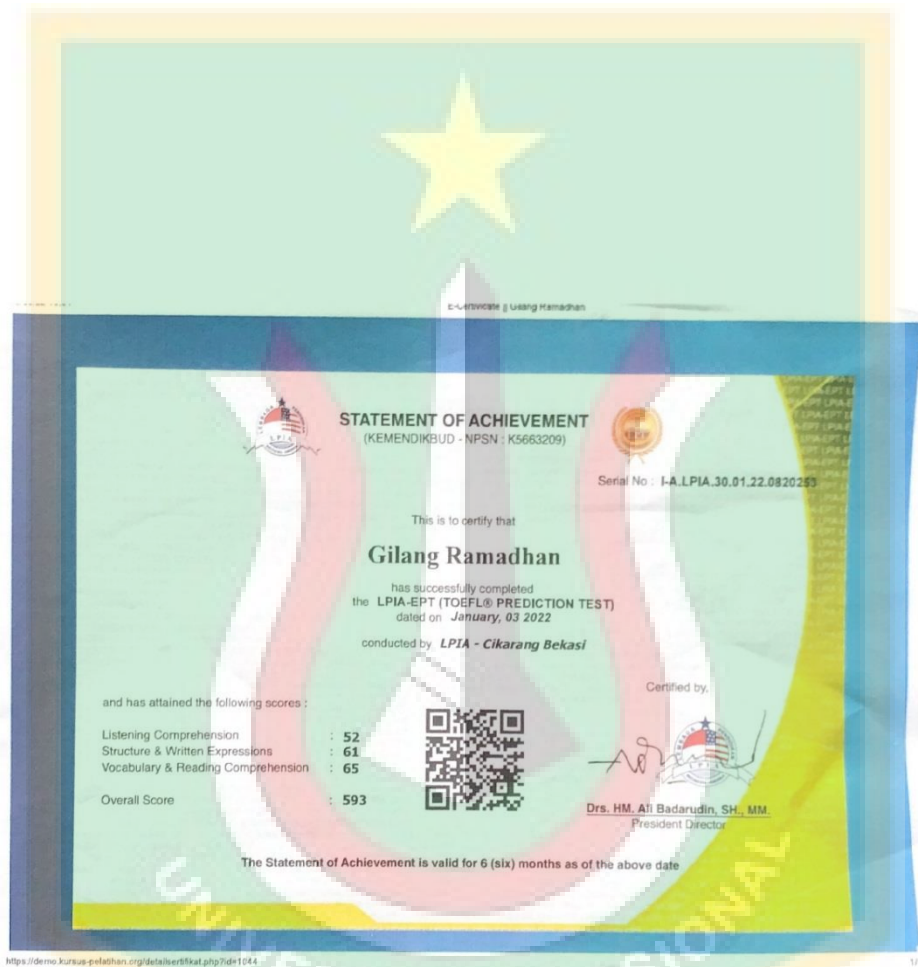 E-Certificate || Gilang Ramadhan
STATEMENT OF ACHIEVEMENT
(KEMENDIKBUD - NPSN : K5663209)
Serial No : I-A.LPIA.30.01.22.0820253
This is to certify that
Gilang Ramadhan
has successfully completed
the LPIA-EPT (TOEFL® PREDICTION TEST)
dated on January, 03 2022
conducted by LPIA - Cikarang Bekasi
and has attained the following scores :
Listening Comprehension : 52
Structure & Written Expressions : 61
Vocabulary & Reading Comprehension : 65
Overall Score : 593
Certified by,
LPIA
Drs. HM. Ali Badarudin, SH., MM.
President Director
The Statement of Achievement is valid for 6 (six) months as of the above date
https://demo.kursus-pelatihan.org/detailsertifikat.php?id=1044